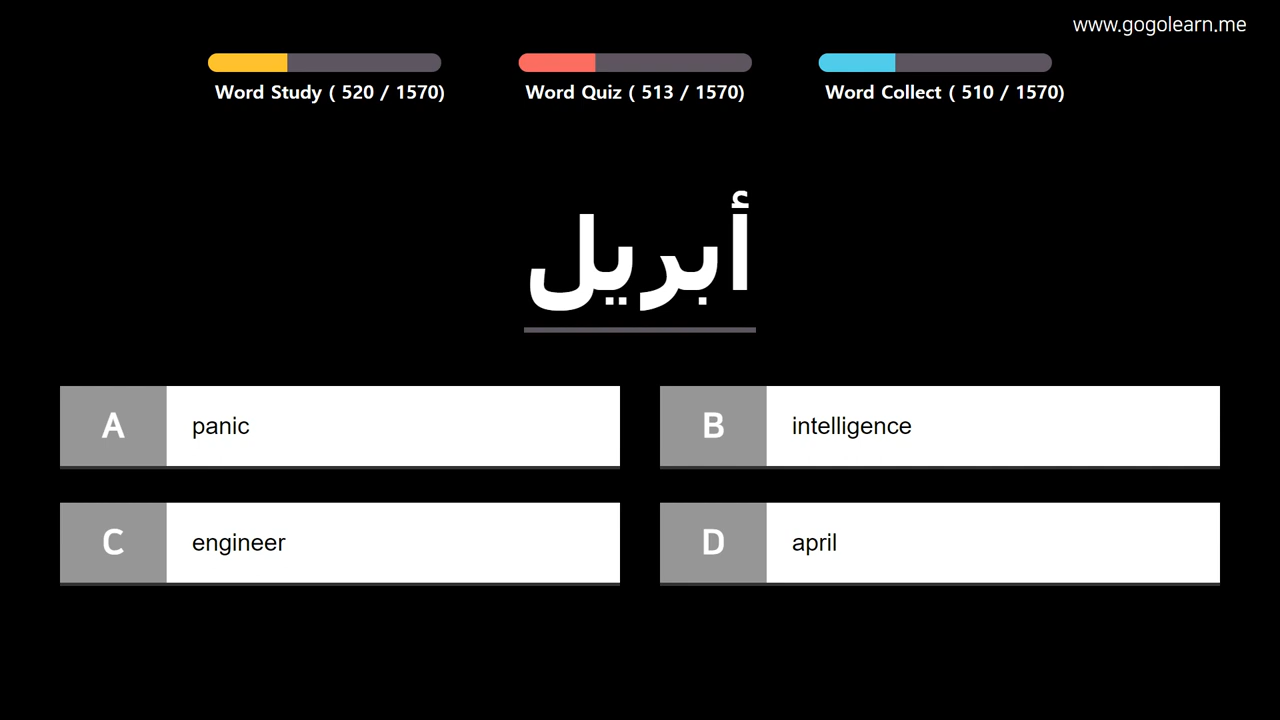 www.gogolearn.me
Word Study ( 520 / 1570)
Word Quiz ( 513 / 1570)
Word Collect ( 510 / 1570)
أبريل
A panic
B intelligence
C engineer
D april